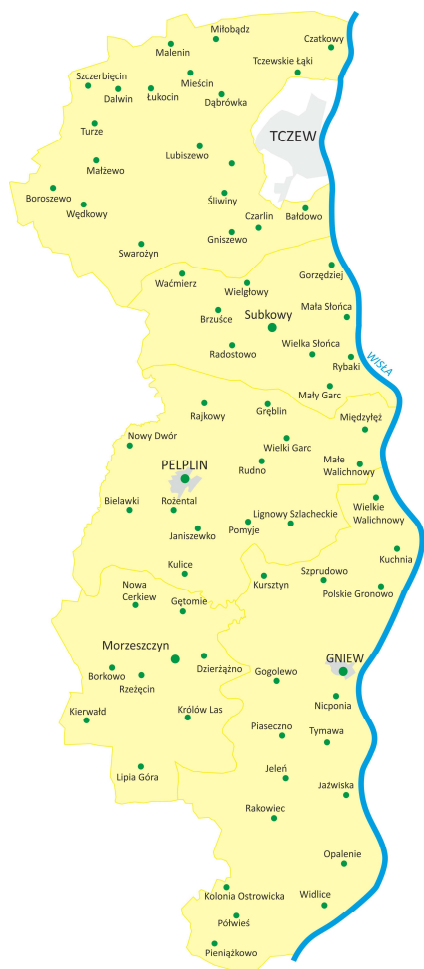 Miłobądz
Czatkowy
Malenin
Tczewskie Łąki
Szczerbięcin
Mieścin
Dalwin
Łukocin
Dąbrówka
Turze
TCZEW
Lubiszewo
Małżewo
Boroszewo
Wędkowy
Śliwiny
Czarlin
Bałdowo
Gniszewo
Swarożyn
Gorzędziej
Waćmierz
Wielgłowy
Mała Słońca
Brzuśce
Subkowy
Radostowo
Wielka Słońca
Rybaki
WISŁA
Mały Garc
Rajkowy
Gręblin
Międzyłęż
Nowy Dwór
Wielki Garc
PELPLIN
Rudno
Małe
Walichnowy
Bielawki
Rożental
Lignowy Szlacheckie
Wielkie
Walichnowy
Pomyje
Janiszewko
Kuchnia
Kulice
Kursztyn
Szprudowo
Polskie Gronowo
Nowa
Cerkiew
Gętomie
Morzeszczyn
GNIEW
Dzierżążno
Borkowo
Gogolewo
Rzeżęcin
Nicponia
Kierwałd
Królów Las
Piaseczno
Tymawa
Lipia Góra
Jeleń
Jaźwiska
Rakowiec
Opalenie
Kolonia Ostrowicka
Widlice
Półwieś
Pieniążkowo